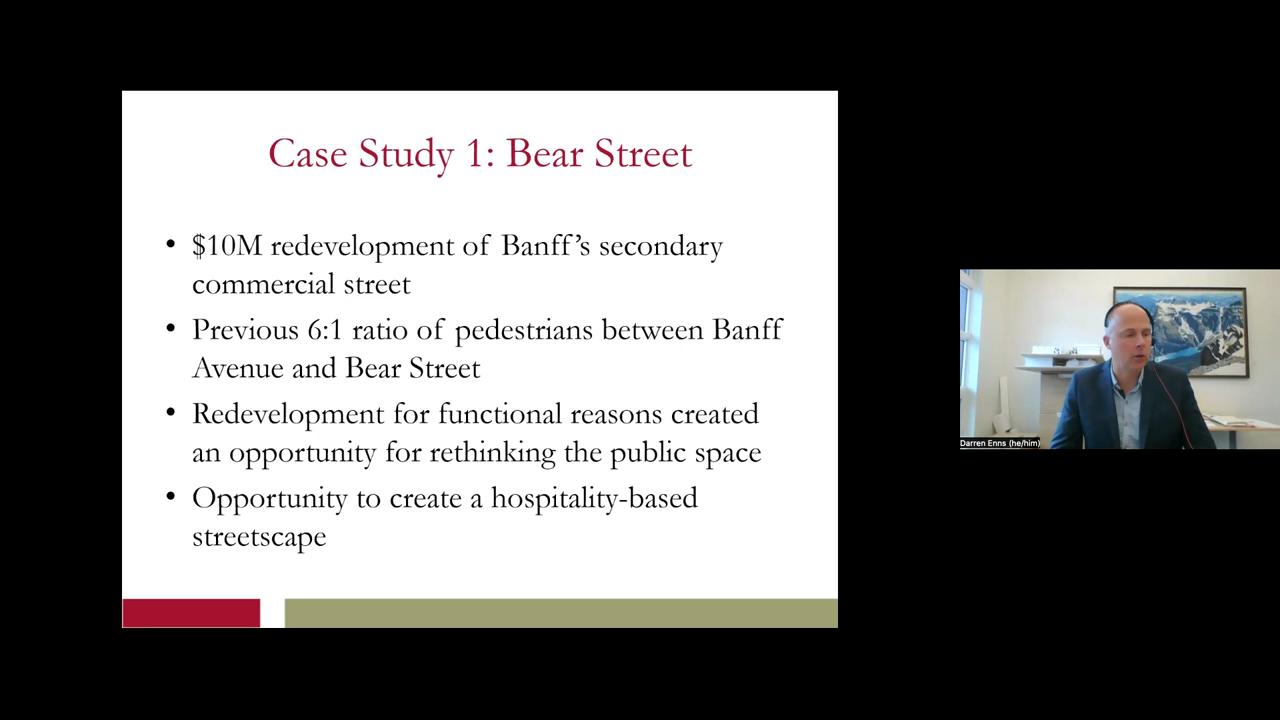 Case Study 1: Bear Street
• $10M redevelopment of Banff’s secondary
commercial street
• Previous 6:1 ratio of pedestrians between Banff
Avenue and Bear Street
• Redevelopment for functional reasons created
an opportunity for rethinking the public space
• Opportunity to create a hospitality-based
streetscape
Darren Enns (he/him)